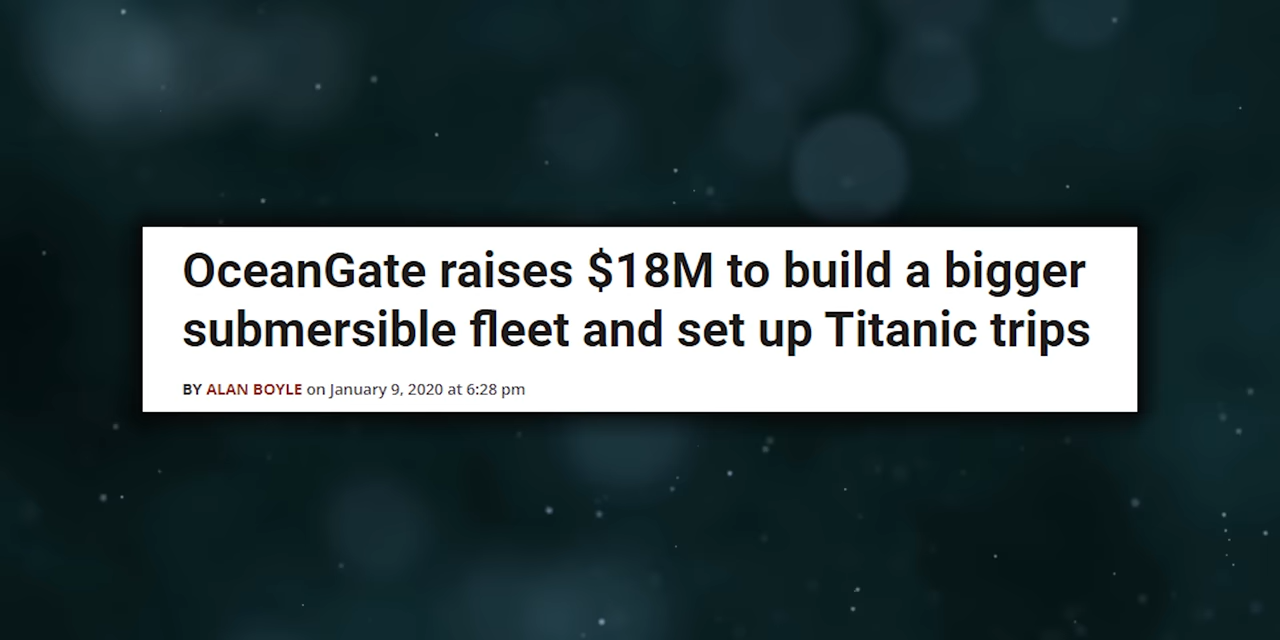 OceanGate raises $18M to build a bigger
submersible fleet and set up Titanic trips
BY ALAN BOYLE on January 9, 2020 at 6:28 pm